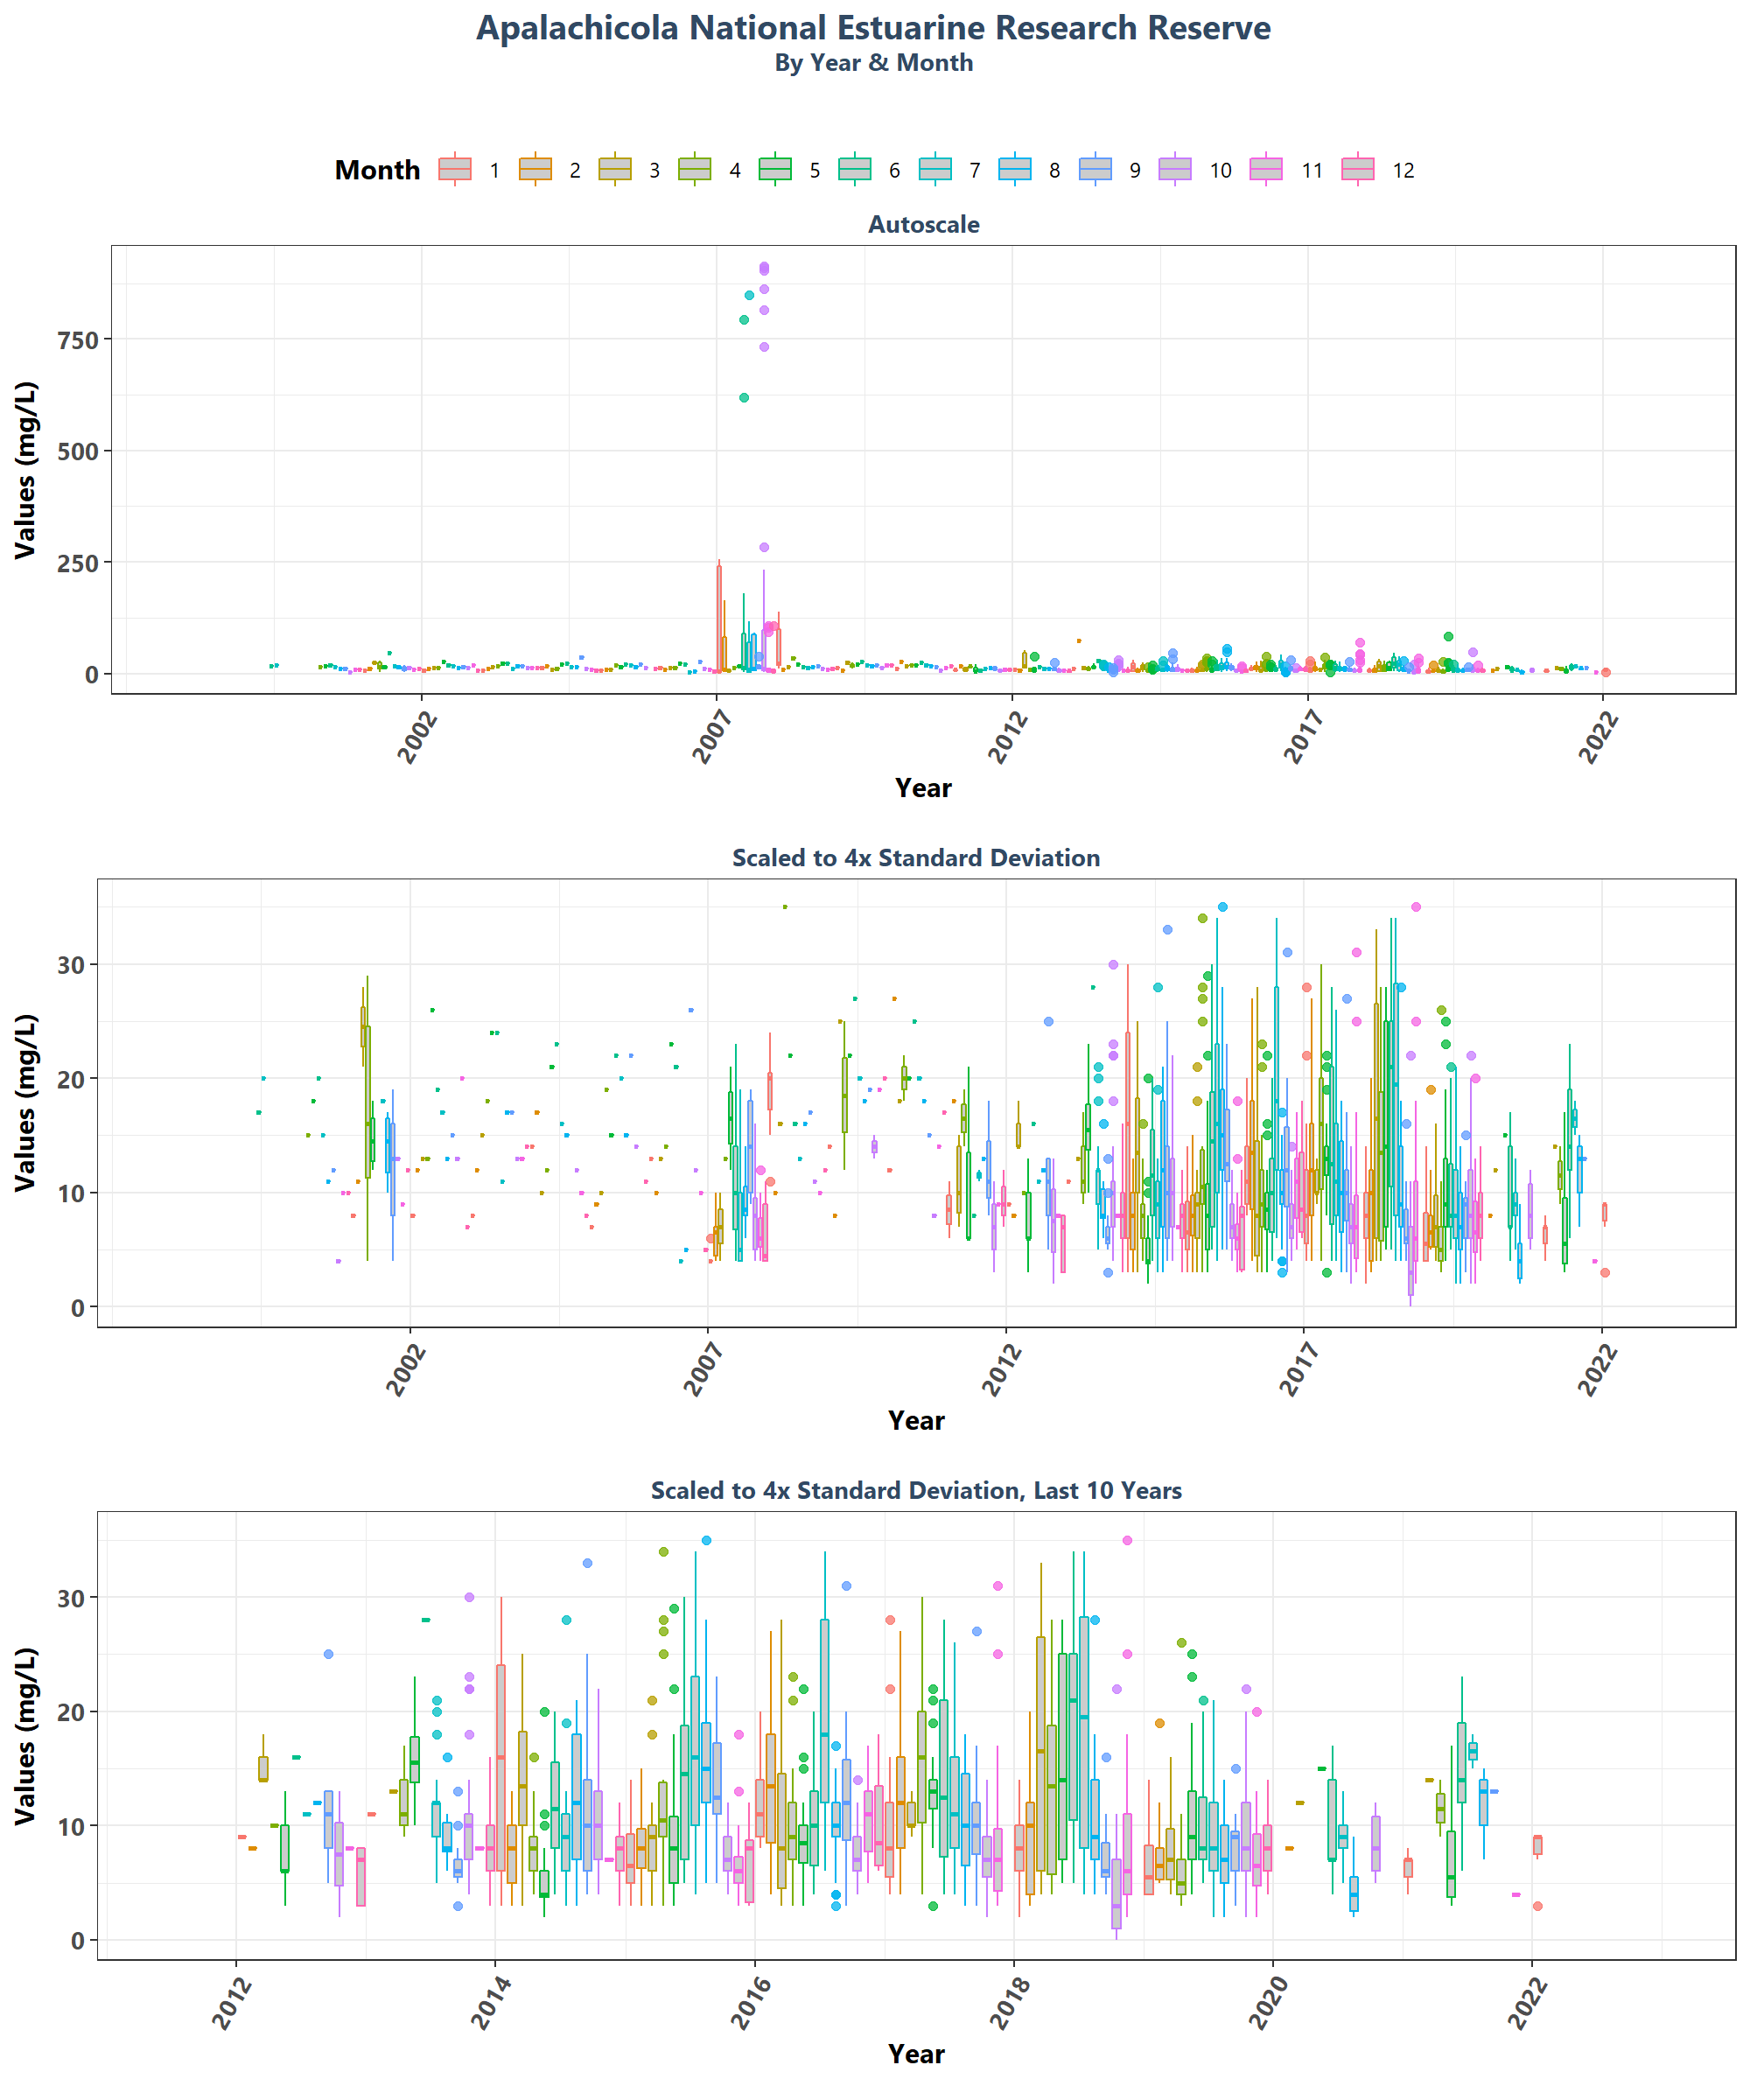 Apalachicola National Estuarine Research Reserve
By Year & Month
Month 1 2 3 4 5 6 7 8 9 10 11 12
Autoscale
Values (mg/L)
750
500
250
0
2002 2007 2012 2017 2022
Year
Scaled to 4x Standard Deviation
Values (mg/L)
30
20
10
0
2002 2007 2012 2017 2022
Year
Scaled to 4x Standard Deviation, Last 10 Years
Values (mg/L)
30
20
10
0
2012 2014 2016 2018 2020 2022
Year